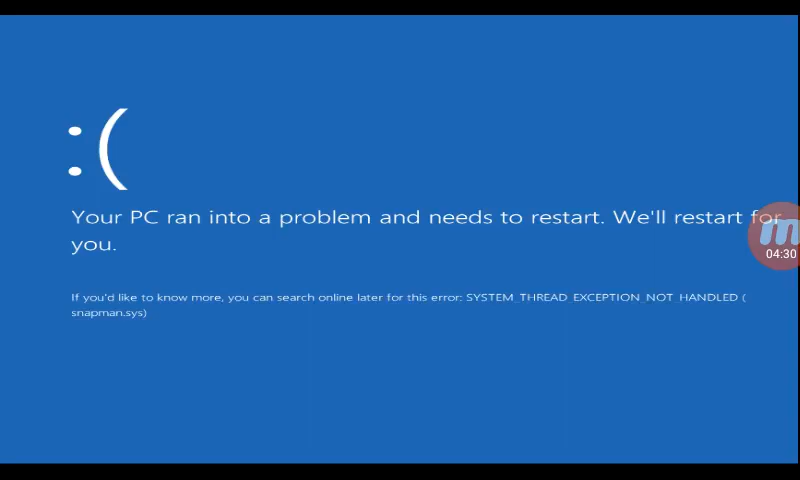 :(
Your PC ran into a problem and needs to restart. We'll restart for
you.
If you'd like to know more, you can search online later for this error: SYSTEM_THREAD_EXCEPTION_NOT_HANDLED (
snapman.sys)
m
04:30